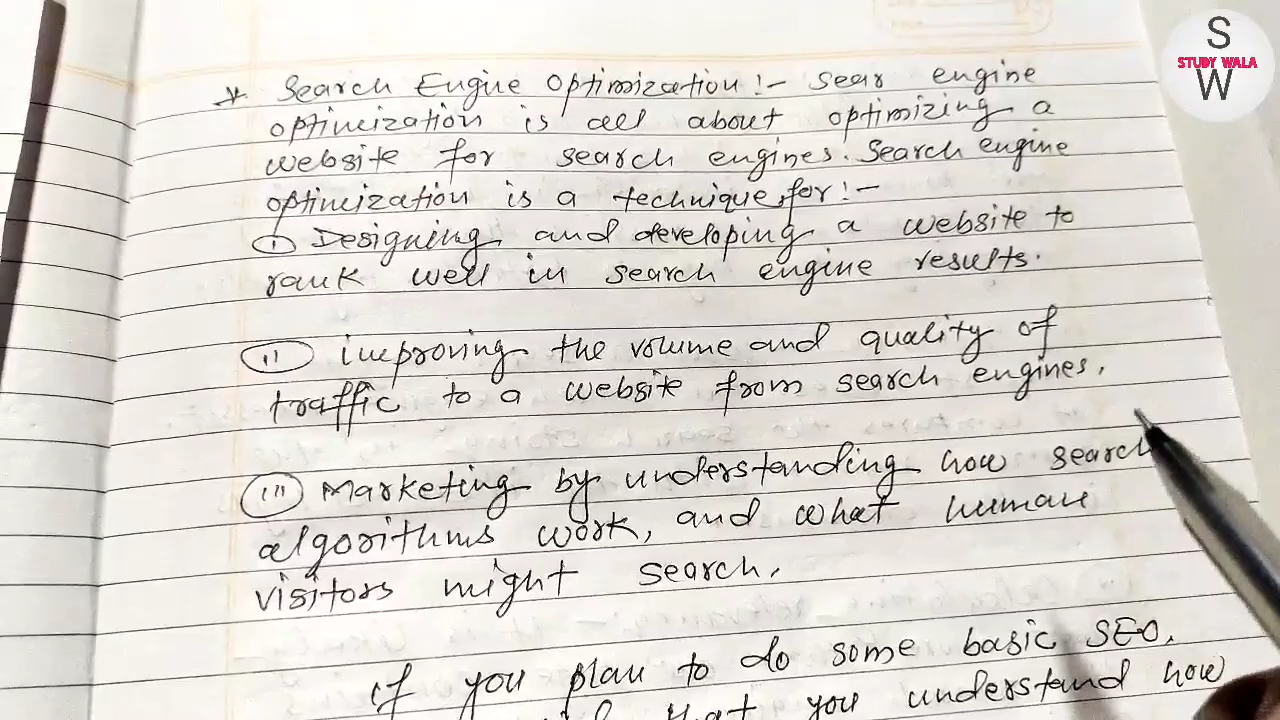 S
STUDY WALA
W
* Search Engine Optimization :- Sear engine
optimization is all about optimizing a
website for search engines. Search engine
optimization is a technique for :-
(i) Designing and developing a website to
rank well in search engine results.
(ii) improving the volume and quality of
traffic to a website from search engines.
(iii) Marketing by understanding how search
algorithms work, and what human
visitors might search.
if you plan to do some basic SEO,
that you understand how